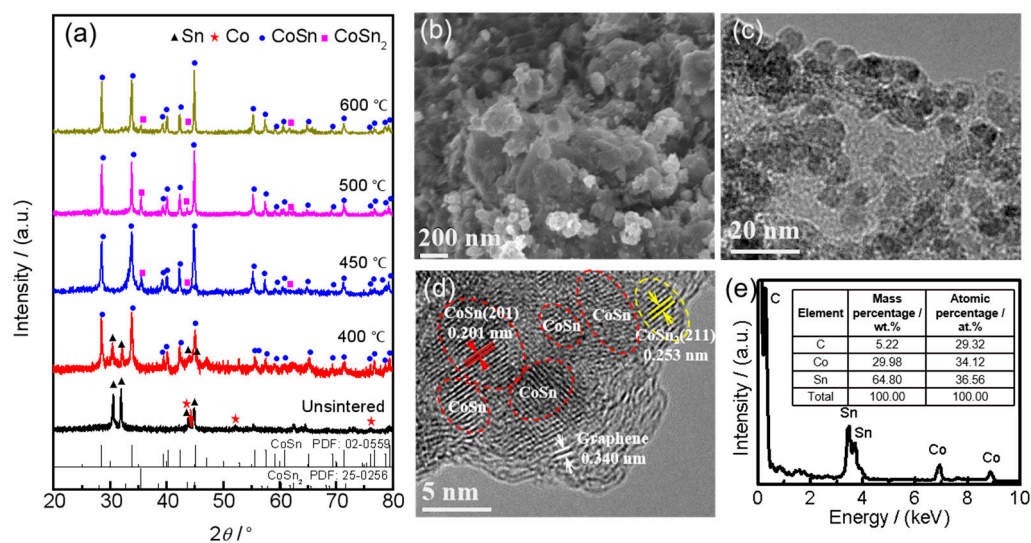 (a)
▲ Sn ★ Co ● CoSn ■ CoSn₂
600 °C
500 °C
450 °C
400 °C
Unsintered
CoSn PDF: 02-0559
CoSn₂ PDF: 25-0256
20 30 40 50 60 70 80
2θ / °
Intensity / (a.u.)
(b)
200 nm
(c)
20 nm
(d)
CoSn(201)
0.201 nm
CoSn
CoSn
CoSn₂(211)
0.253 nm
CoSn
CoSn
Graphene
0.340 nm
5 nm
(e)
C
Element
Mass percentage / wt.%
Atomic percentage / at.%
C 5.22 29.32
Co 29.98 34.12
Sn 64.80 36.56
Total 100.00 100.00
Sn
Sn
Co
Co
0 2 4 6 8 10
Energy / (keV)
Intensity / (a.u.)